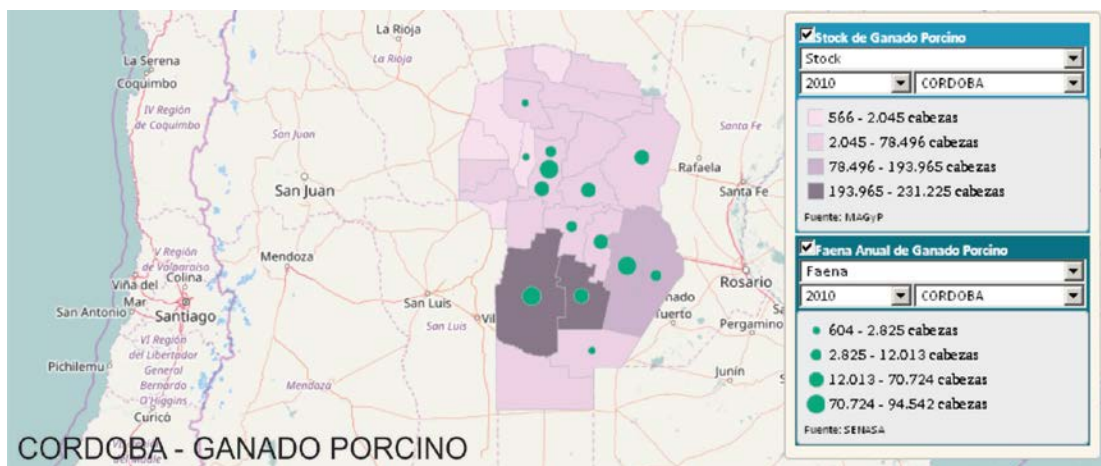 La Rioja
La Rioja
La Serena
Coquimbo
IV Región
de Coquimbo
San Juan
Santa Fe
Rafaela
San Juan
Santa Fe
Mendoza
V Región
de Valparaíso
Colina
Viña del
Mar
San Antonio
Santiago
San Luis
San Luis
Rosario
Pergamino
VI Región
del Libertador
General
Bernardo
O'Higgins
Pichilemu
Junín
Mendoza
Curicó
CORDOBA - GANADO PORCINO
Stock de Ganado Porcino
Stock
2010 CORDOBA
566 - 2.045 cabezas
2.045 - 78.496 cabezas
78.496 - 193.965 cabezas
193.965 - 231.225 cabezas
Fuente: MAGyP
Faena Anual de Ganado Porcino
Faena
2010 CORDOBA
604 - 2.825 cabezas
2.825 - 12.013 cabezas
12.013 - 70.724 cabezas
70.724 - 94.542 cabezas
Fuente: SENASA